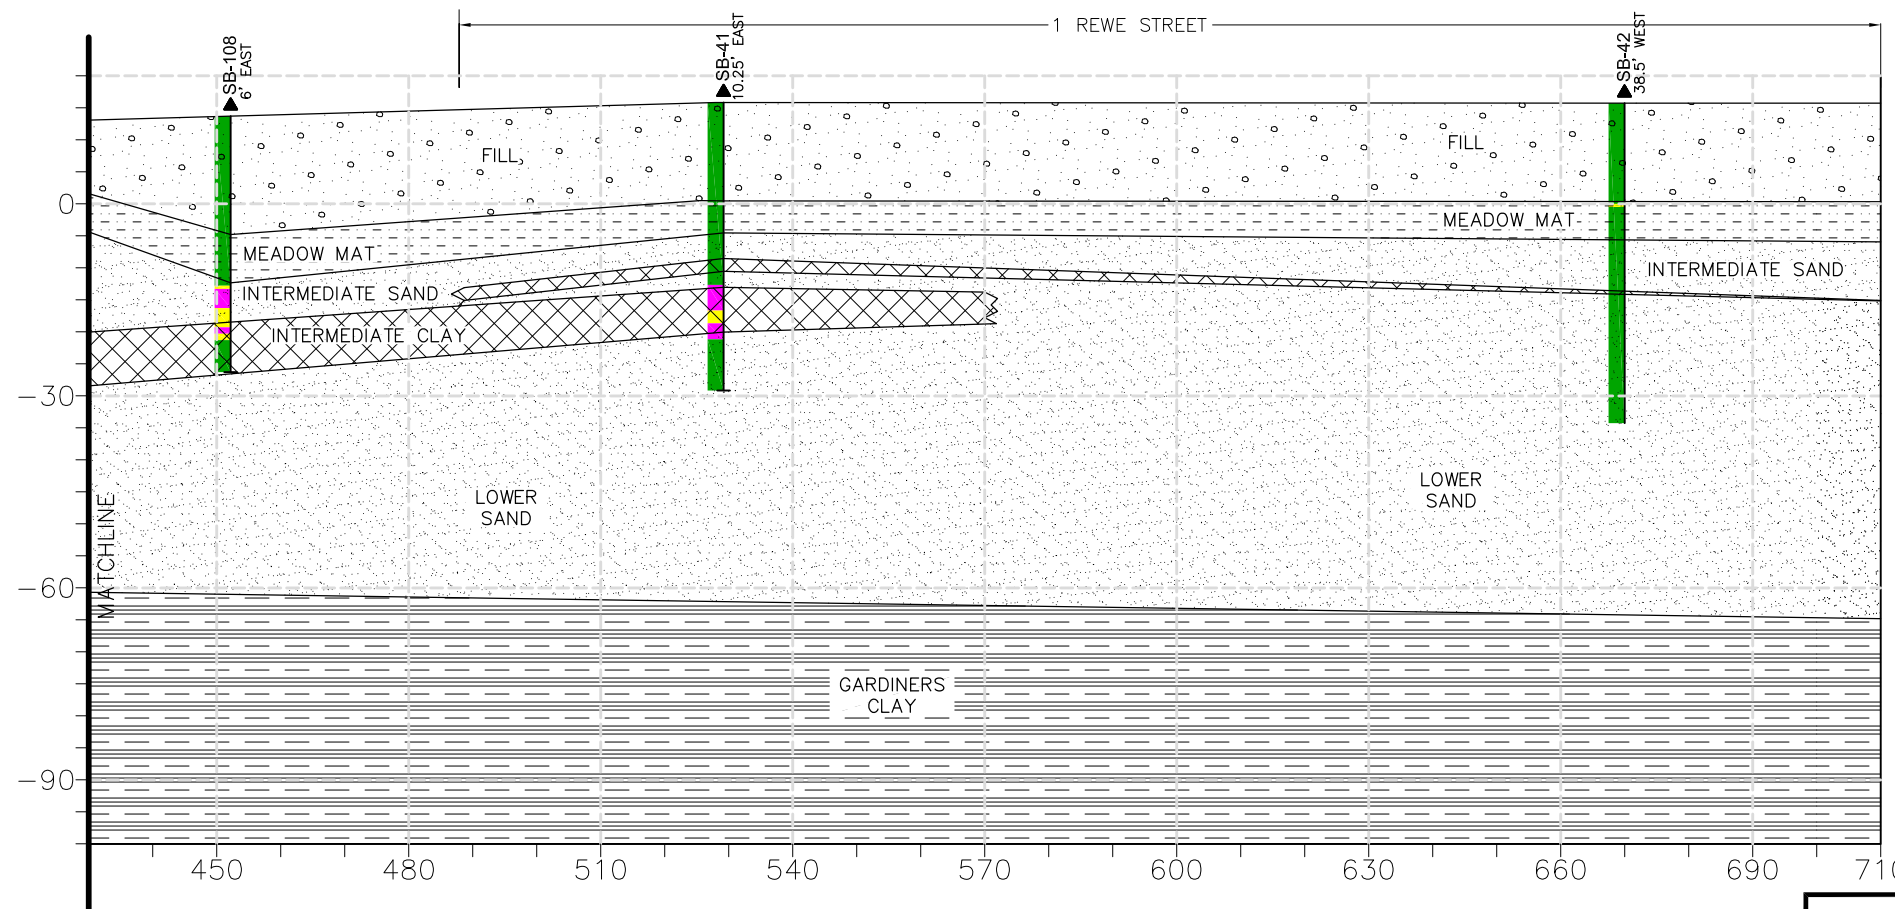 1 REWE STREET
SB-108
6' EAST
SB-41
10.25' EAST
SB-42
38.5' WEST
FILL
FILL
0
MEADOW MAT
MEADOW MAT
INTERMEDIATE SAND
INTERMEDIATE SAND
INTERMEDIATE CLAY
-30
LOWER
SAND
LOWER
SAND
MATCHLINE
-60
GARDINERS
CLAY
-90
450 480 510 540 570 600 630 660 690 710